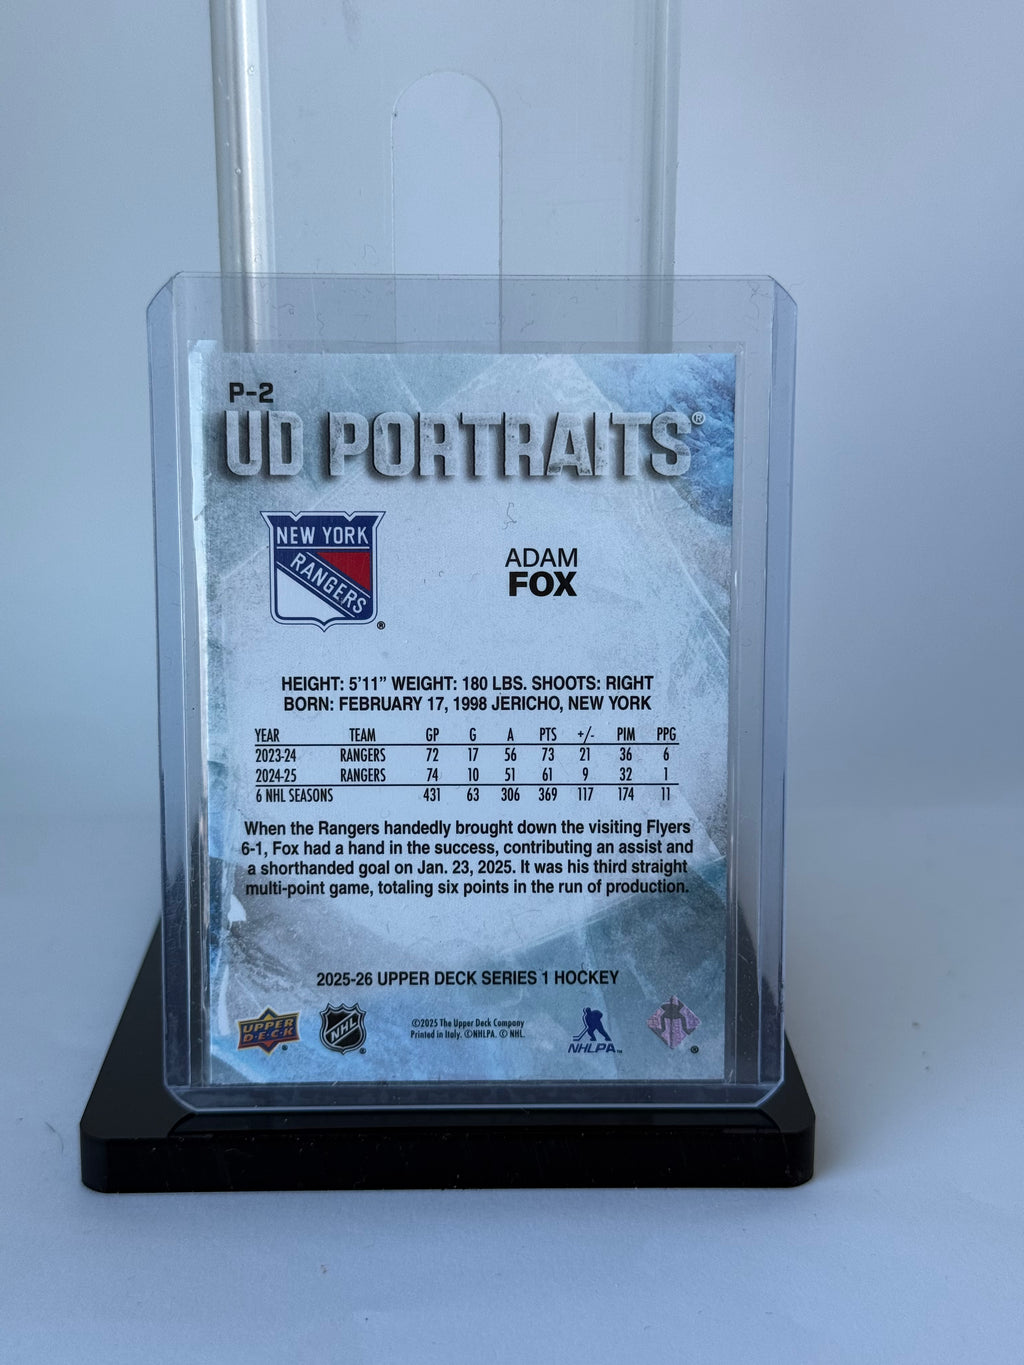 P-2
UD PORTRAITS®
NEW YORK
RANGERS
®
ADAM
FOX
HEIGHT: 5'11” WEIGHT: 180 LBS. SHOOTS: RIGHT
BORN: FEBRUARY 17, 1998 JERICHO, NEW YORK
YEAR TEAM GP G A PTS +/- PIM PPG
2023-24 RANGERS 72 17 56 73 21 36 6
2024-25 RANGERS 74 10 51 61 9 32 1
6 NHL SEASONS 431 63 306 369 117 174 11
When the Rangers handedly brought down the visiting Flyers
6-1, Fox had a hand in the success, contributing an assist and
a shorthanded goal on Jan. 23, 2025. It was his third straight
multi-point game, totaling six points in the run of production.
2025-26 UPPER DECK SERIES 1 HOCKEY
UPPER
DECK
®
NHL
®
©2025 The Upper Deck Company
Printed in Italy. ©NHLPA. © NHL.
NHLPA™
®